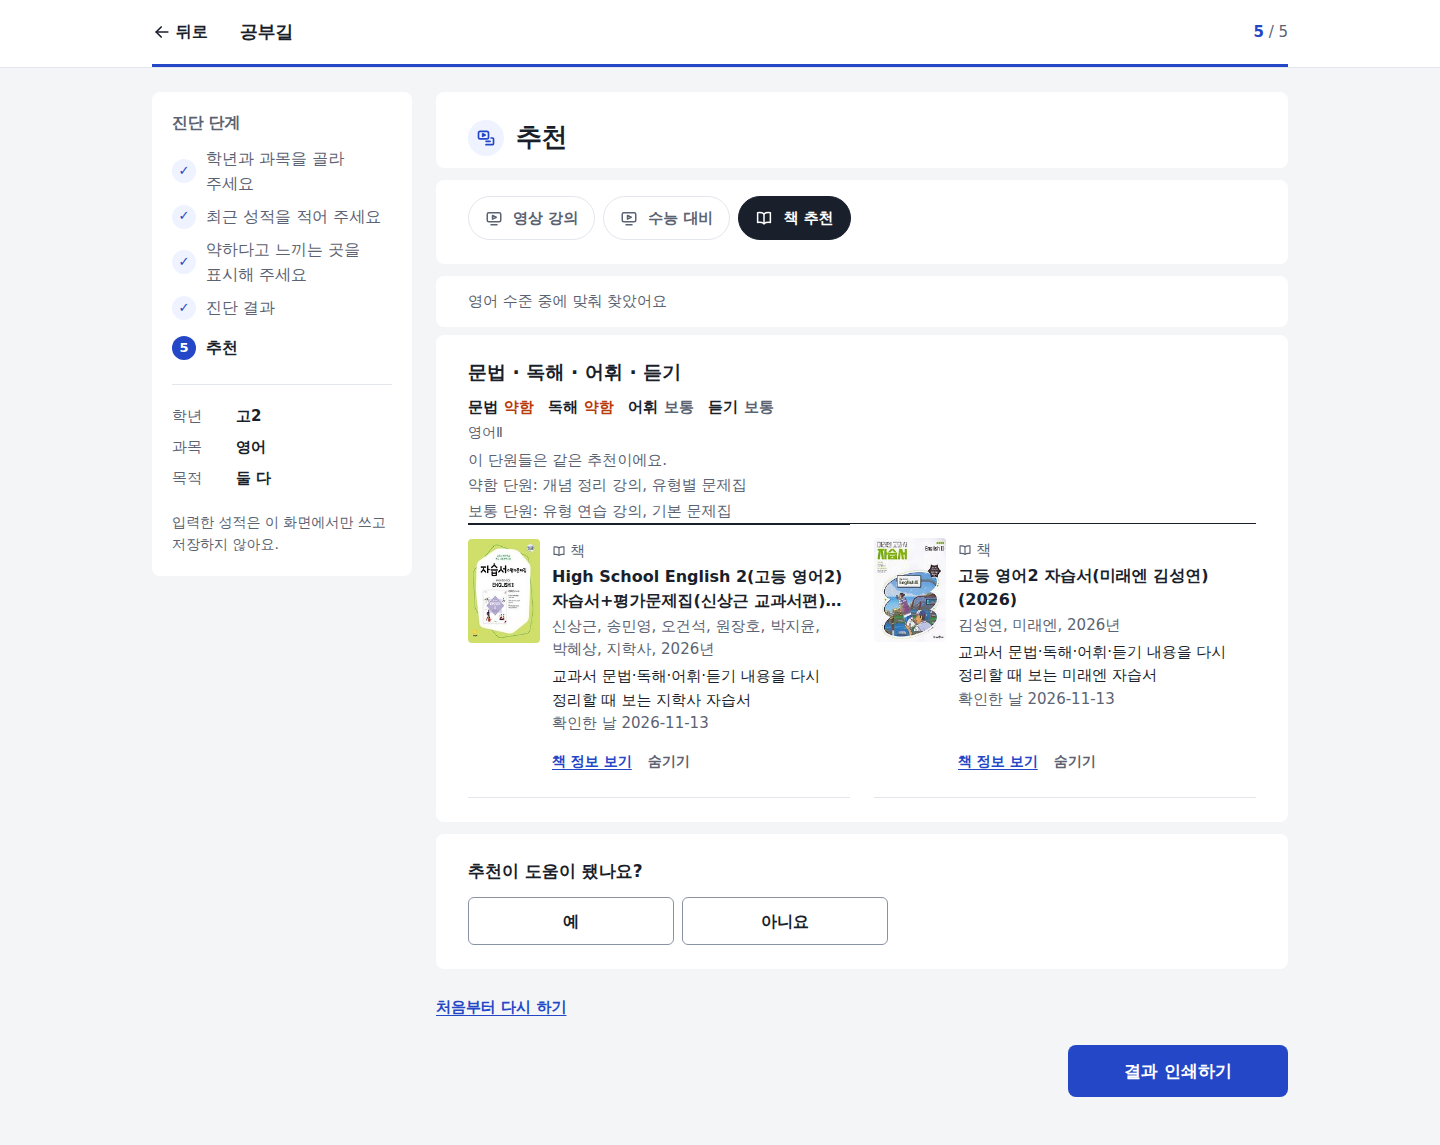 뒤로
공부길
5 / 5
진단 단계
학년과 과목을 골라
주세요
최근 성적을 적어 주세요
약하다고 느끼는 곳을
표시해 주세요
진단 결과
5 추천
학년 고2
과목 영어
목적 둘 다
입력한 성적은 이 화면에서만 쓰고
저장하지 않아요.
추천
영상 강의
수능 대비
책 추천
영어 수준 중에 맞춰 찾았어요
문법 · 독해 · 어휘 · 듣기
문법 약함 독해 약함 어휘 보통 듣기 보통
영어Ⅱ
이 단원들은 같은 추천이에요.
약함 단원: 개념 정리 강의, 유형별 문제집
보통 단원: 유형 연습 강의, 기본 문제집
자습서
ENGLISH II
책
High School English 2(고등 영어2)
자습서+평가문제집(신상근 교과서편)...
신상근, 송민영, 오건석, 원장호, 박지윤,
박혜상, 지학사, 2026년
교과서 문법·독해·어휘·듣기 내용을 다시
정리할 때 보는 지학사 자습서
확인한 날 2026-11-13
책 정보 보기 숨기기
자습서
English II
책
고등 영어2 자습서(미래엔 김성연)
(2026)
김성연, 미래엔, 2026년
교과서 문법·독해·어휘·듣기 내용을 다시
정리할 때 보는 미래엔 자습서
확인한 날 2026-11-13
책 정보 보기 숨기기
추천이 도움이 됐나요?
예
아니요
처음부터 다시 하기
결과 인쇄하기